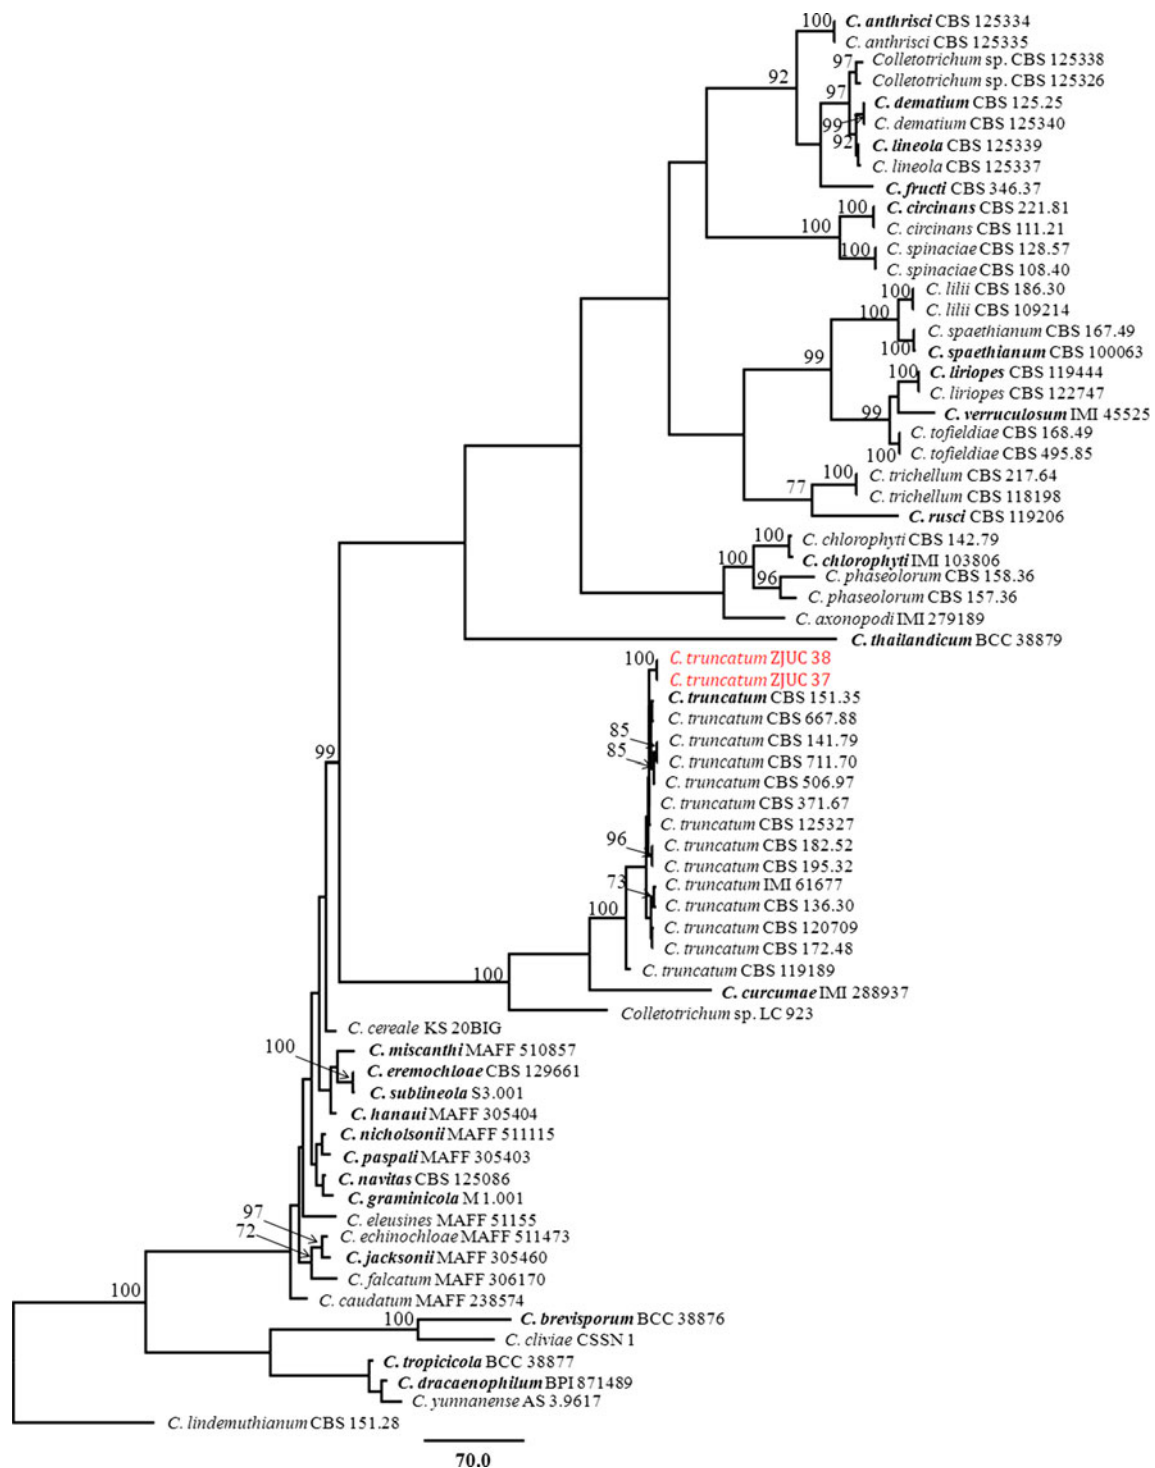 100
C. anthrisci CBS 125334
C. anthrisci CBS 125335
97
Colletotrichum sp. CBS 125338
92
Colletotrichum sp. CBS 125326
97
C. dematium CBS 125.25
99
C. dematium CBS 125340
92
C. lineola CBS 125339
C. lineola CBS 125337
C. fructi CBS 346.37
100
C. circinans CBS 221.81
100
C. circinans CBS 111.21
100
C. spinaciae CBS 128.57
C. spinaciae CBS 108.40
100
C. lilii CBS 186.30
100
C. lilii CBS 109214
C. spaethianum CBS 167.49
100
C. spaethianum CBS 100063
99
100
C. liriopes CBS 119444
C. liriopes CBS 122747
99
C. verruculosum IMI 45525
C. tofieldiae CBS 168.49
100
C. tofieldiae CBS 495.85
100
C. trichellum CBS 217.64
77
C. trichellum CBS 118198
C. rusci CBS 119206
100
C. chlorophyti CBS 142.79
100
C. chlorophyti IMI 103806
96
C. phaseolorum CBS 158.36
C. phaseolorum CBS 157.36
C. axonopodi IMI 279189
C. thailandicum BCC 38879
100
C. truncatum ZJUC 38
C. truncatum ZJUC 37
C. truncatum CBS 151.35
C. truncatum CBS 667.88
85
C. truncatum CBS 141.79
85
C. truncatum CBS 711.70
99
C. truncatum CBS 506.97
C. truncatum CBS 371.67
C. truncatum CBS 125327
96
C. truncatum CBS 182.52
C. truncatum CBS 195.32
73
C. truncatum IMI 61677
100
C. truncatum CBS 136.30
C. truncatum CBS 120709
C. truncatum CBS 172.48
100
C. truncatum CBS 119189
C. curcumae IMI 288937
Colletotrichum sp. LC 923
C. cereale KS 20BIG
100
C. miscanthi MAFF 510857
C. eremochloae CBS 129661
C. sublineola S3.001
C. hanaui MAFF 305404
C. nicholsonii MAFF 511115
C. paspali MAFF 305403
C. navitas CBS 125086
C. graminicola M 1.001
97
C. eleusines MAFF 51155
72
C. echinochloae MAFF 511473
C. jacksonii MAFF 305460
C. falcatum MAFF 306170
100
C. caudatum MAFF 238574
100
C. brevisporum BCC 38876
C. cliviae CSSN 1
C. tropicicola BCC 38877
C. dracaenophilum BPI 871489
C. yunnanense AS 3.9617
C. lindemuthianum CBS 151.28
70.0